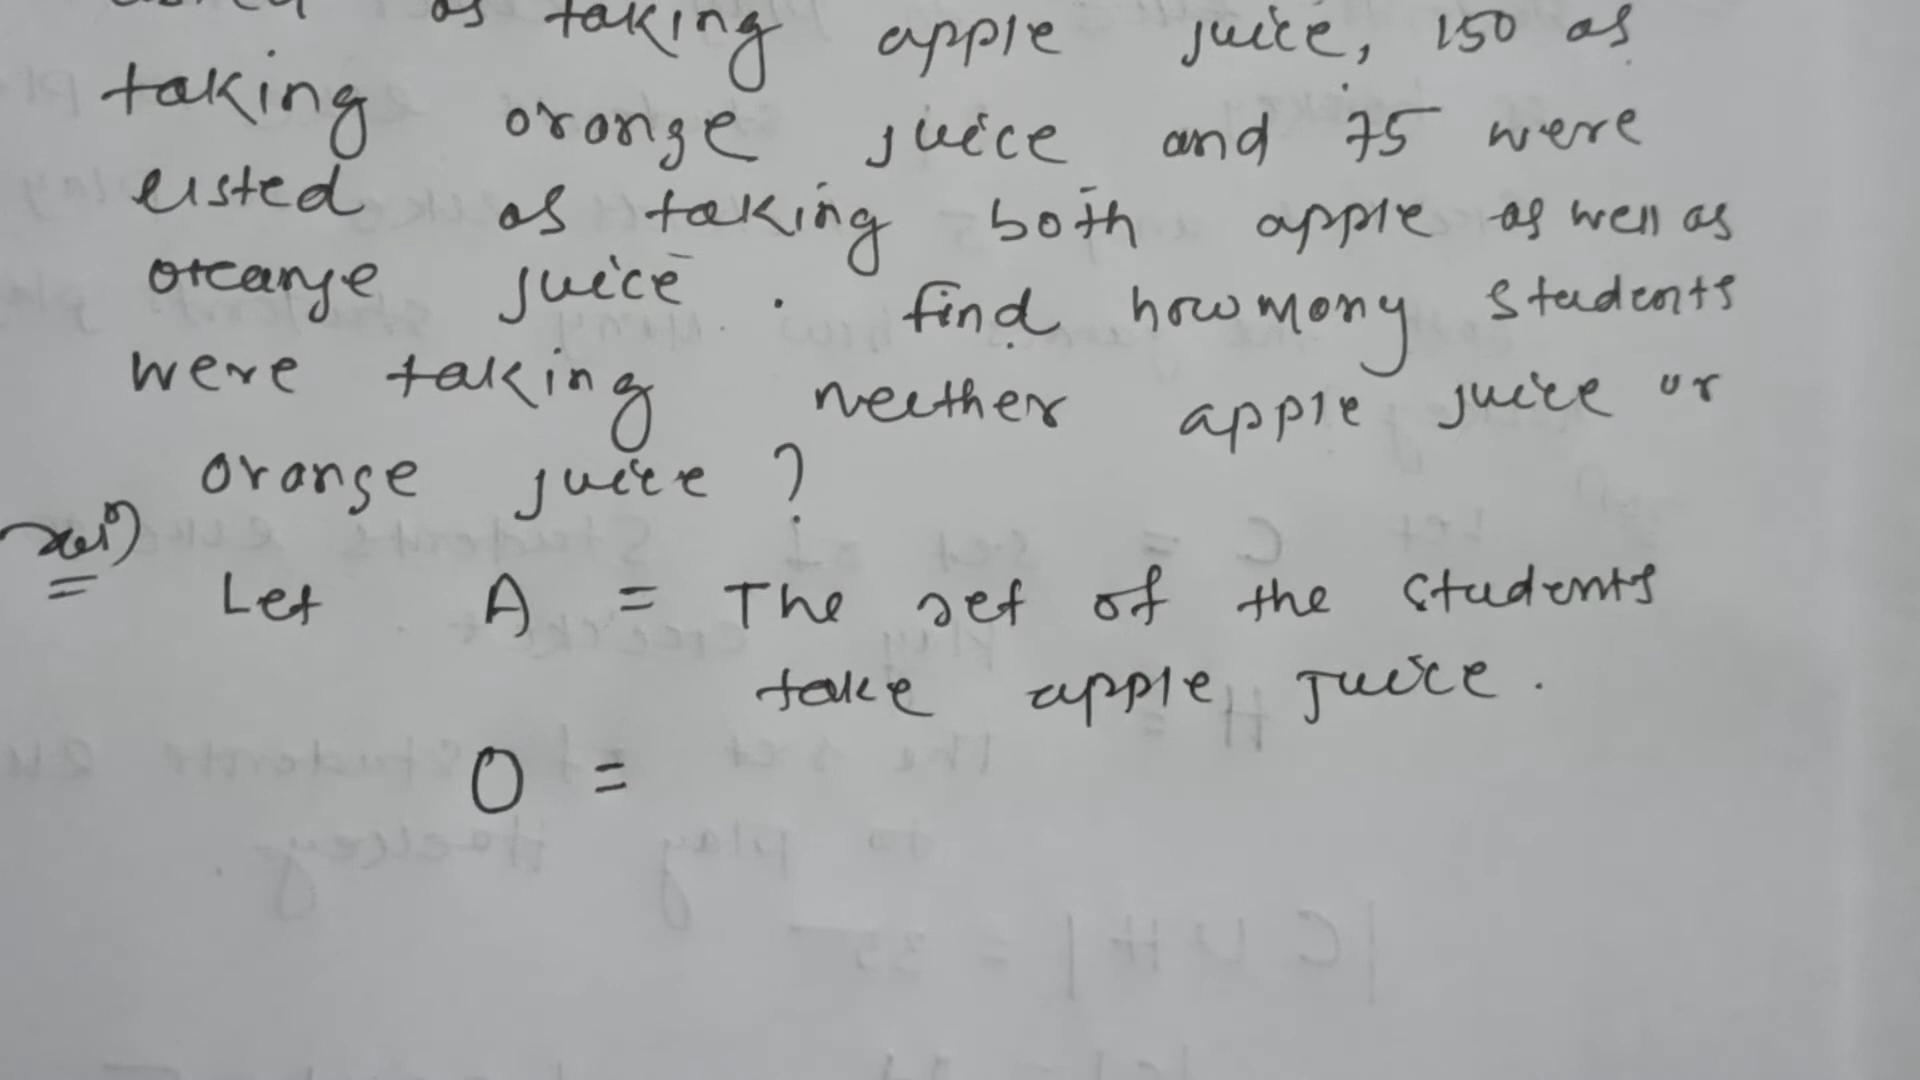 as taking apple juice, 150 as
taking orange juice and 75 were
listed as taking both apple as well as
orange juice. find how many students
were taking neither apple juice or
orange juice ?
Let A = The set of the students
take apple juice.
O =